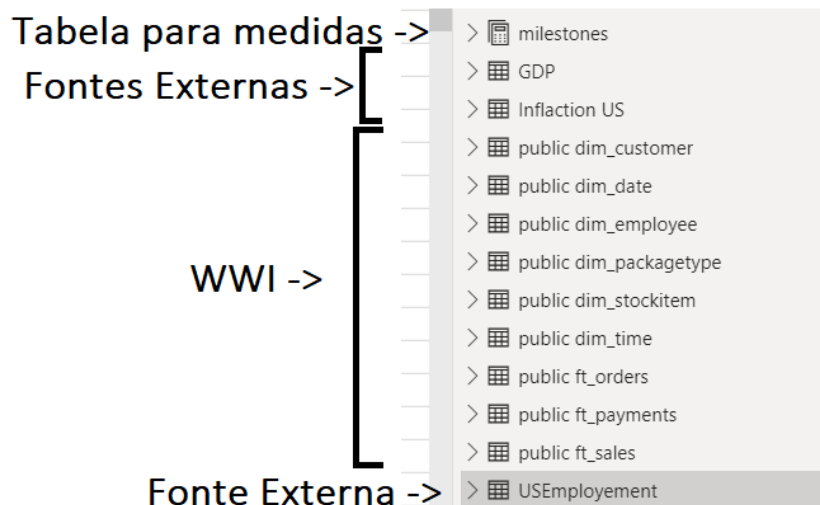 Tabela para medidas -> milestones
Fontes Externas -> GDP
Inflaction US
public dim_customer
public dim_date
public dim_employee
public dim_packagetype
WWI -> public dim_stockitem
public dim_time
public ft_orders
public ft_payments
public ft_sales
Fonte Externa -> USEmployement